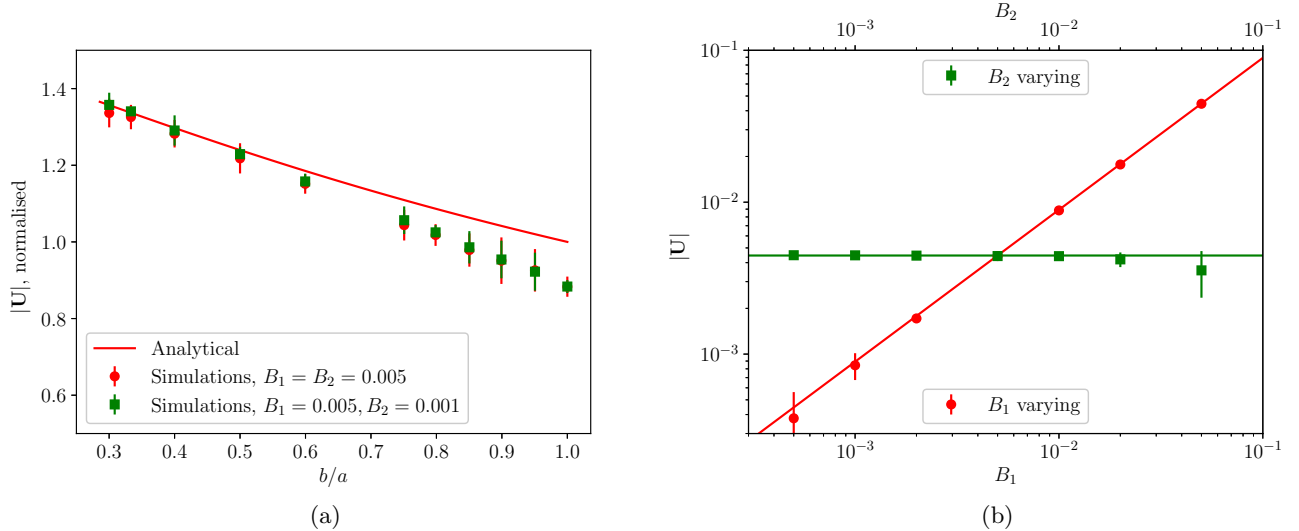 |U|, normalised
1.4
1.2
1.0
0.8
0.6
Analytical
Simulations, B₁ = B₂ = 0.005
Simulations, B₁ = 0.005, B₂ = 0.001
0.3 0.4 0.5 0.6 0.7 0.8 0.9 1.0
b/a
(a)
B₂
10⁻³ 10⁻² 10⁻¹
|U|
10⁻¹
10⁻²
10⁻³
B₂ varying
B₁ varying
10⁻³ 10⁻² 10⁻¹
B₁
(b)